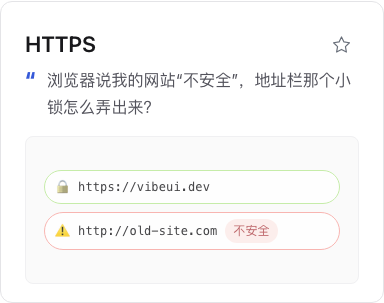 HTTPS
“ 浏览器说我的网站“不安全”，地址栏那个小
锁怎么弄出来？
🔒 https://vibeui.dev
⚠️ http://old-site.com 不安全